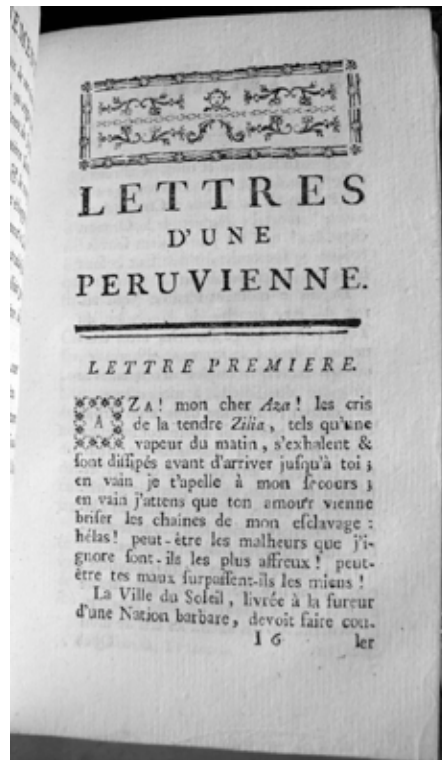 LETTRES
D'UNE
PERUVIENNE.
LETTRE PREMIERE.
AZA! mon cher Aza! les cris
de la tendre Zilia, tels qu'une
vapeur du matin, s'exhalent &
ſont diſſipés avant d'arriver juſqu'à toi ;
en vain je t'apelle à mon ſecours ;
en vain j'attens que ton amour vienne
briſer les chaines de mon eſclavage :
hélas! peut-être les malheurs que j'i-
gnore ſont-ils les plus affreux! peut-
être tes maux ſurpaſſent-ils les miens !
La Ville du Soleil, livrée à la fureur
d'une Nation barbare, devoit faire cou-
I 6 ler